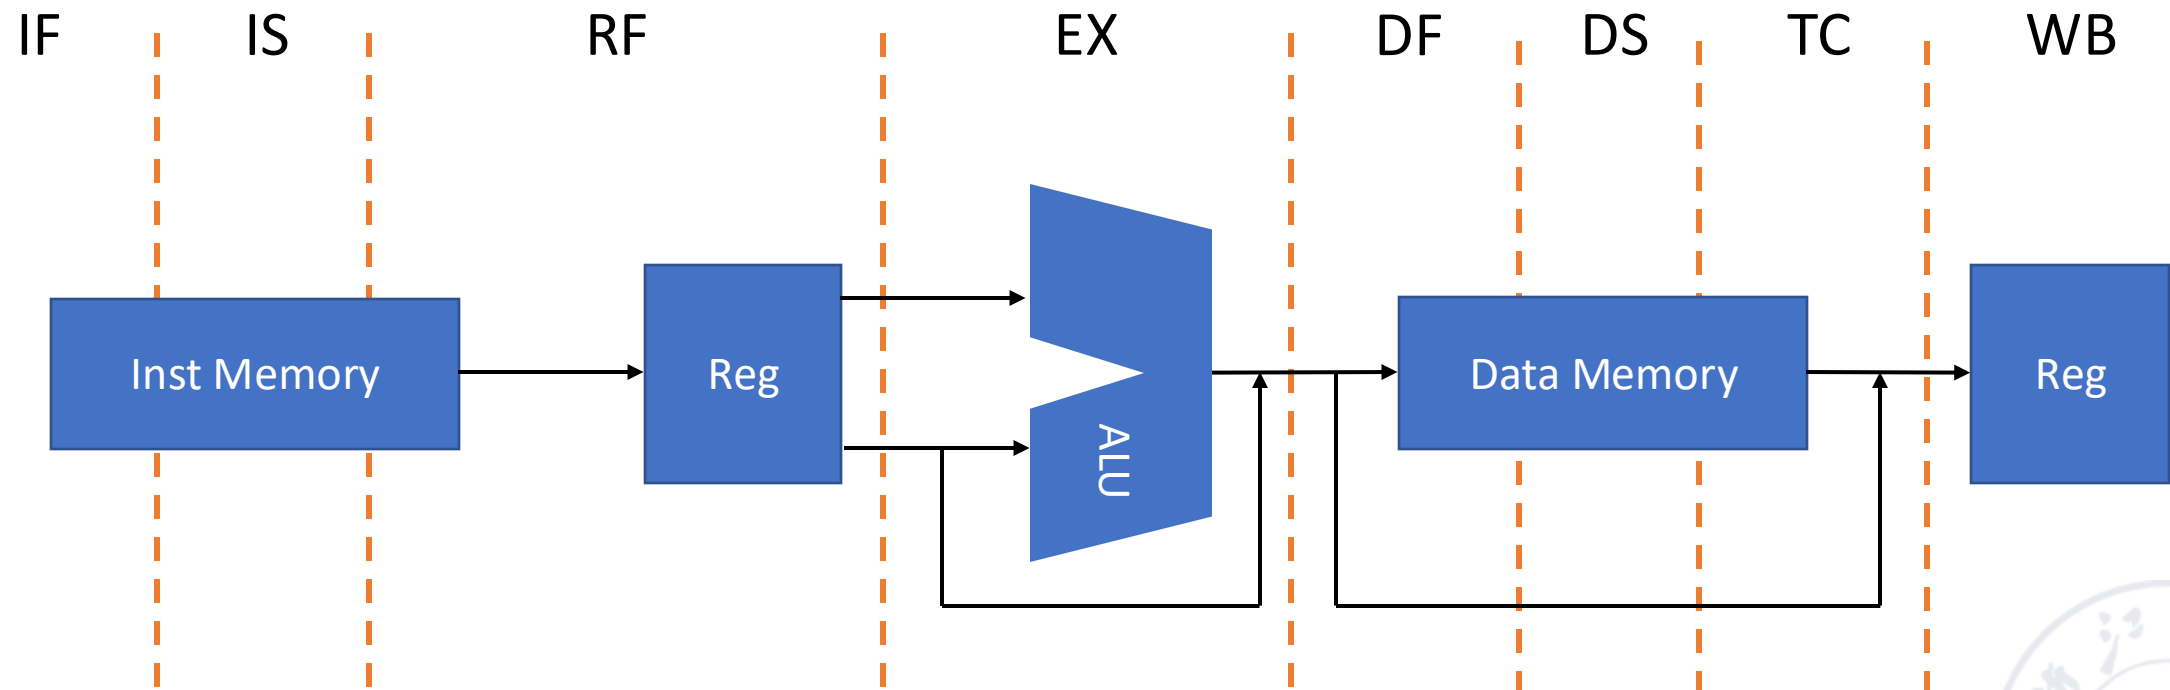 IF IS RF EX DF DS TC WB
Inst Memory
Reg
ALU
Data Memory
Reg